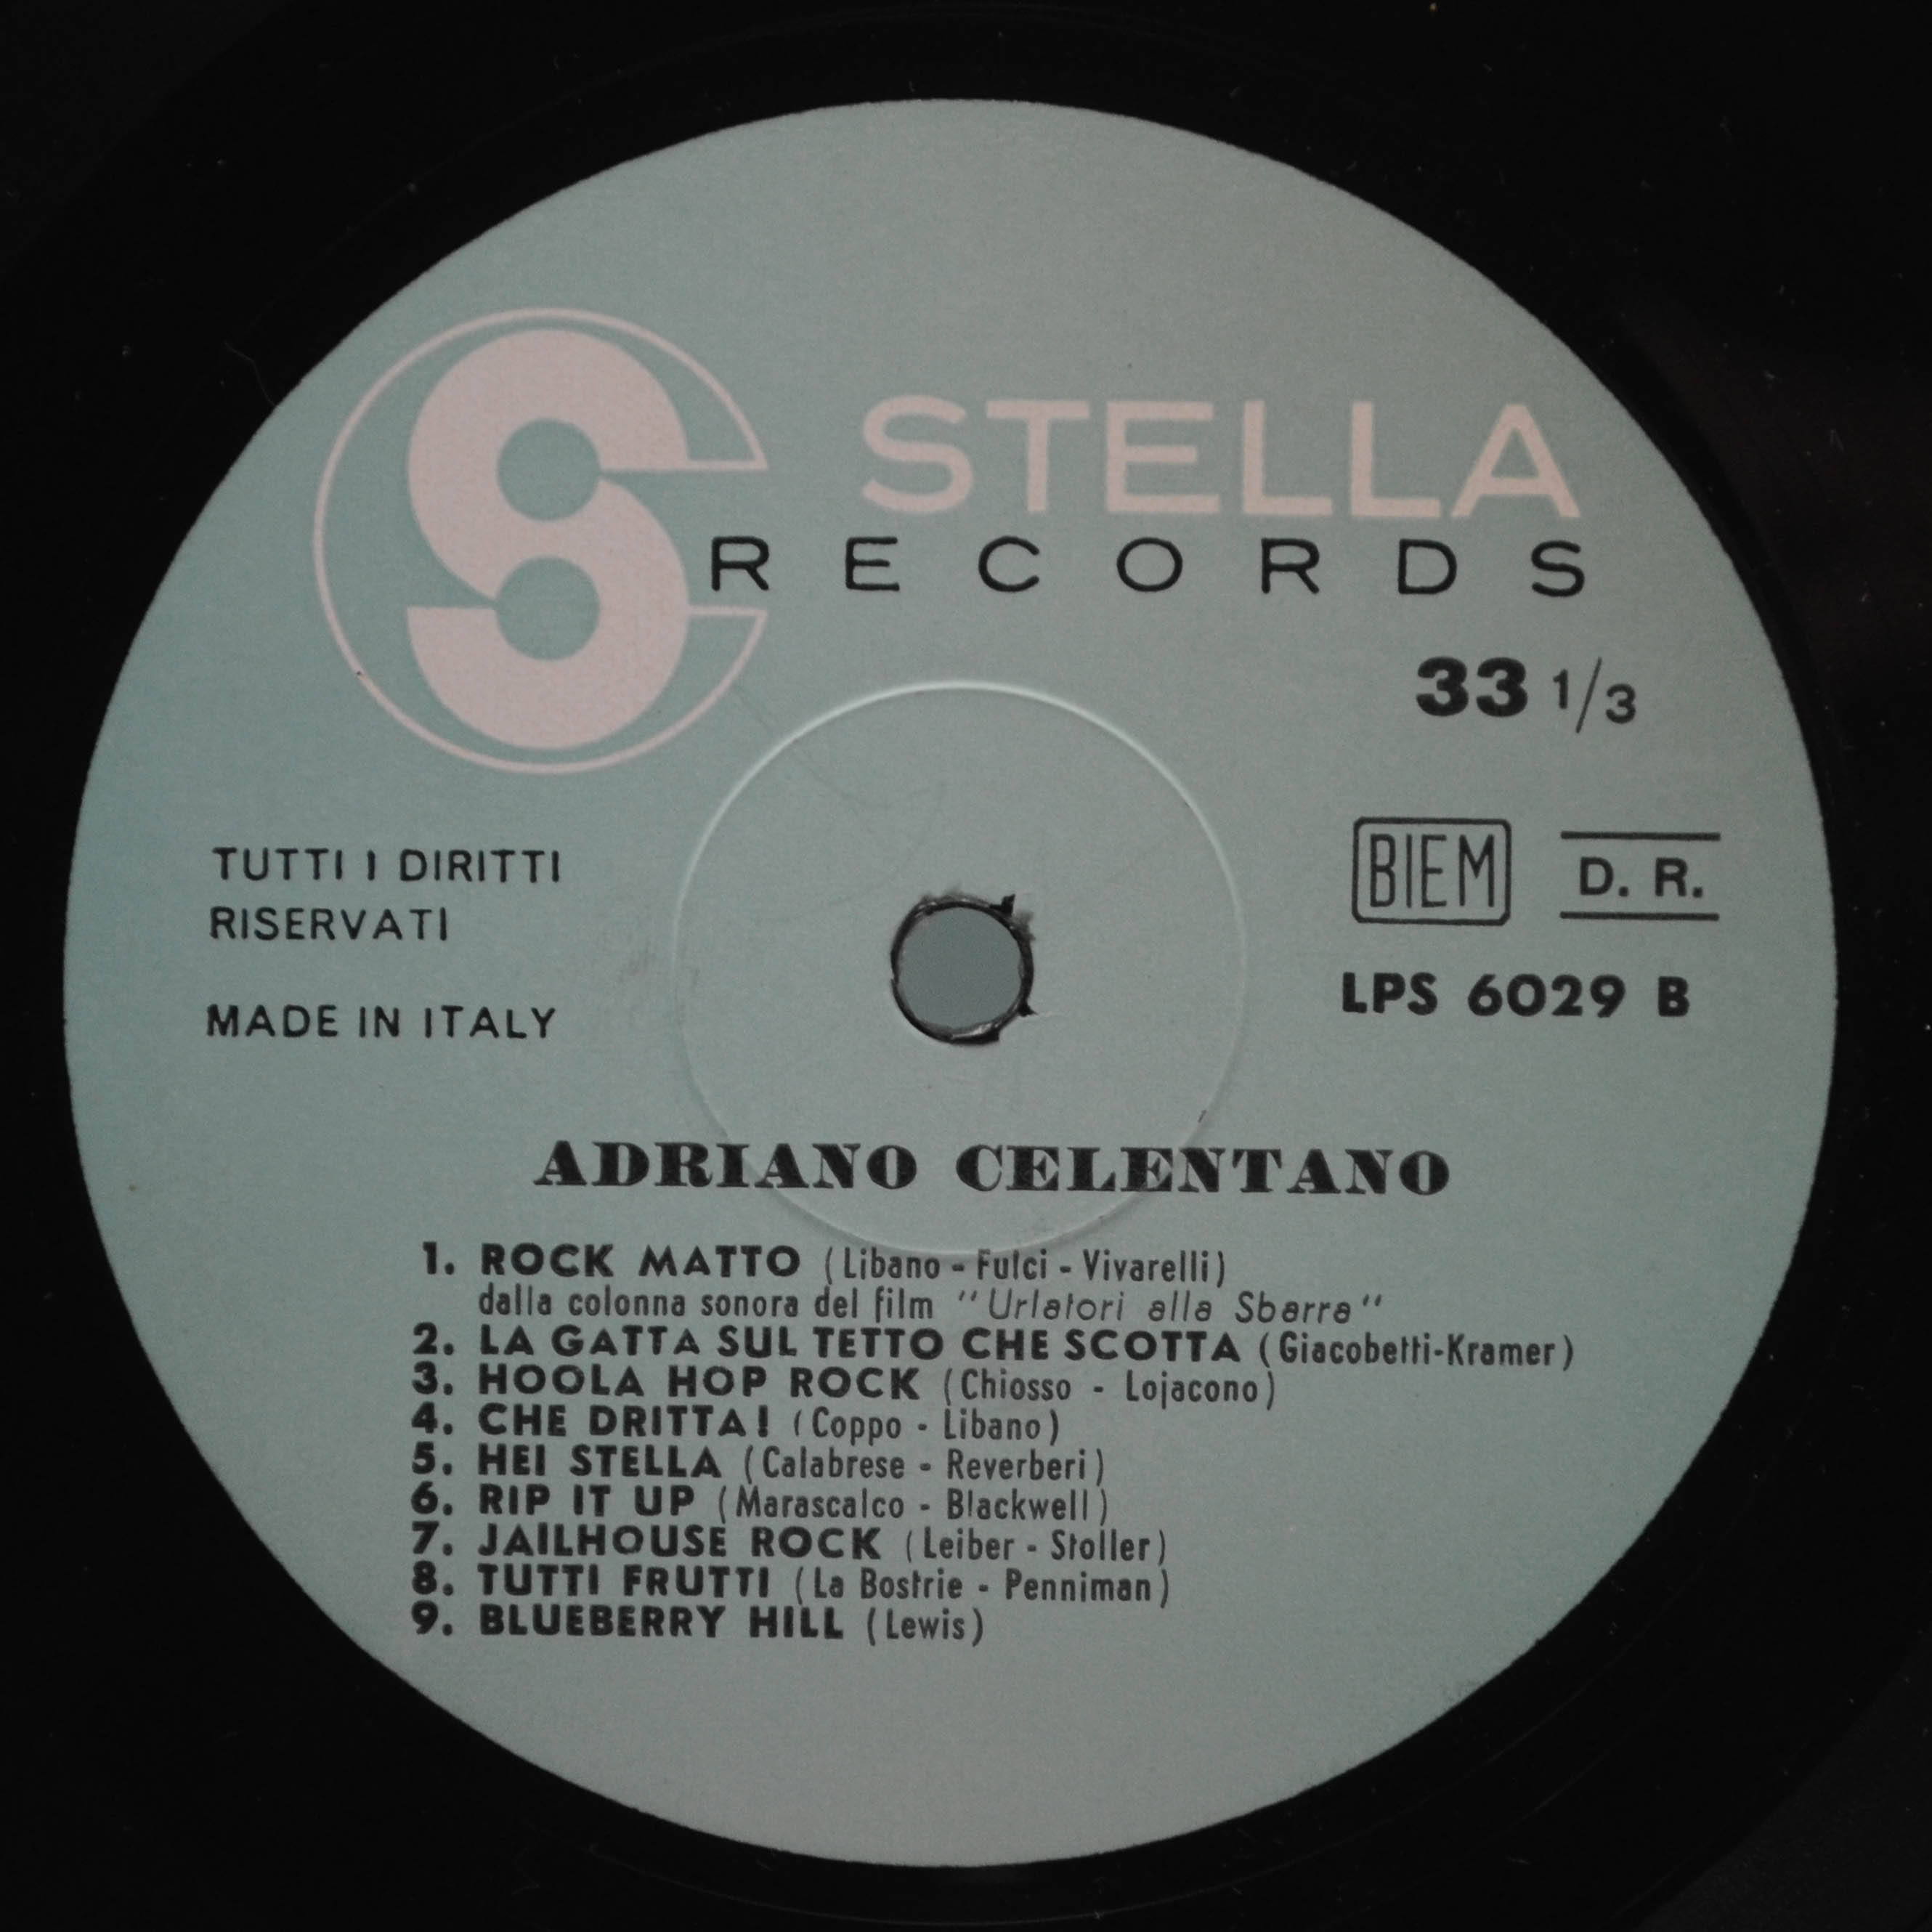 S
STELLA
RECORDS
33 1/3
BIEM
D. R.
LPS 6029 B
TUTTI I DIRITTI
RISERVATI
MADE IN ITALY
ADRIANO CELENTANO
1. ROCK MATTO (Libano - Fulci - Vivarelli)
dalla colonna sonora del film "Urlatori alla Sbarra"
2. LA GATTA SUL TETTO CHE SCOTTA (Giacobetti-Kramer)
3. HOOLA HOP ROCK (Chiosso - Lojacono)
4. CHE DRITTA! (Coppo - Libano)
5. HEI STELLA (Calabrese - Reverberi)
6. RIP IT UP (Marascalco - Blackwell)
7. JAILHOUSE ROCK (Leiber - Stoller)
8. TUTTI FRUTTI (La Bostrie - Penniman)
9. BLUEBERRY HILL (Lewis)